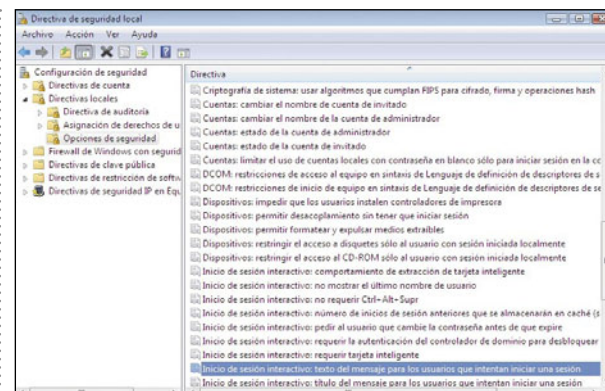 Directiva de seguridad local
Archivo Acción Ver Ayuda
Configuración de seguridad
Directivas de cuenta
Directivas locales
Directiva de auditoría
Asignación de derechos de u
Opciones de seguridad
Firewall de Windows con segurid
Directivas de clave pública
Directivas de restricción de softw
Directivas de seguridad IP en Equ
Directiva
Criptografía de sistema: usar algoritmos que cumplan FIPS para cifrado, firma y operaciones hash
Cuentas: cambiar el nombre de cuenta de invitado
Cuentas: cambiar el nombre de la cuenta de administrador
Cuentas: estado de la cuenta de administrador
Cuentas: estado de la cuenta de invitado
Cuentas: limitar el uso de cuentas locales con contraseña en blanco sólo para iniciar sesión en la co
DCOM: restricciones de acceso al equipo en sintaxis de Lenguaje de definición de descriptores de s
DCOM: restricciones de inicio de equipo en sintaxis de Lenguaje de definición de descriptores de se
Dispositivos: impedir que los usuarios instalen controladores de impresora
Dispositivos: permitir desacoplamiento sin tener que iniciar sesión
Dispositivos: permitir formatear y expulsar medios extraíbles
Dispositivos: restringir el acceso a disquetes sólo al usuario con sesión iniciada localmente
Dispositivos: restringir el acceso al CD-ROM sólo al usuario con sesión iniciada localmente
Inicio de sesión interactivo: comportamiento de extracción de tarjeta inteligente
Inicio de sesión interactivo: no mostrar el último nombre de usuario
Inicio de sesión interactivo: no requerir Ctrl-Alt-Supr
Inicio de sesión interactivo: número de inicios de sesión anteriores que se almacenarán en caché (s
Inicio de sesión interactivo: pedir al usuario que cambie la contraseña antes de que expire
Inicio de sesión interactivo: requerir la autenticación del controlador de dominio para desbloquear
Inicio de sesión interactivo: requerir tarjeta inteligente
Inicio de sesión interactivo: texto del mensaje para los usuarios que intentan iniciar una sesión
Inicio de sesión interactivo: título del mensaje para los usuarios que intentan iniciar una sesión